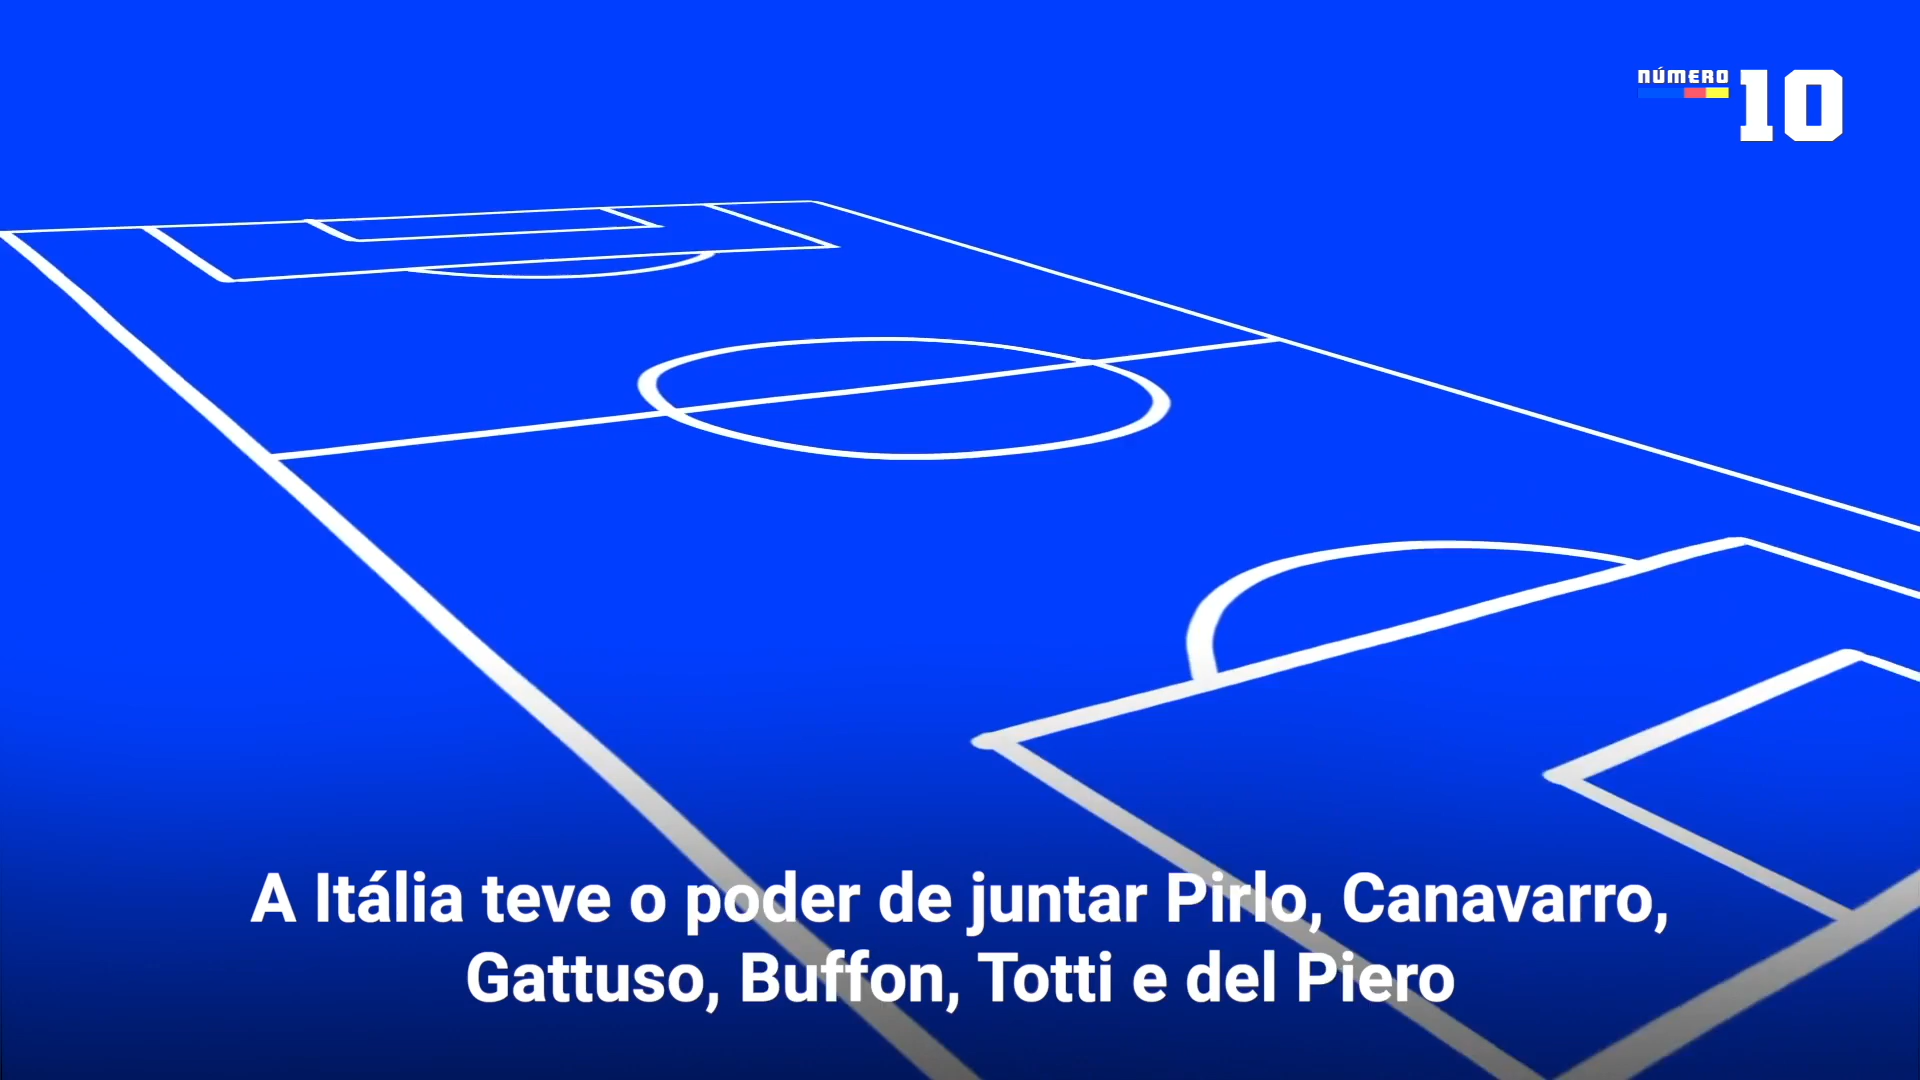 NÚMERO
10
A Itália teve o poder de juntar Pirlo, Canavarro,
Gattuso, Buffon, Totti e del Piero